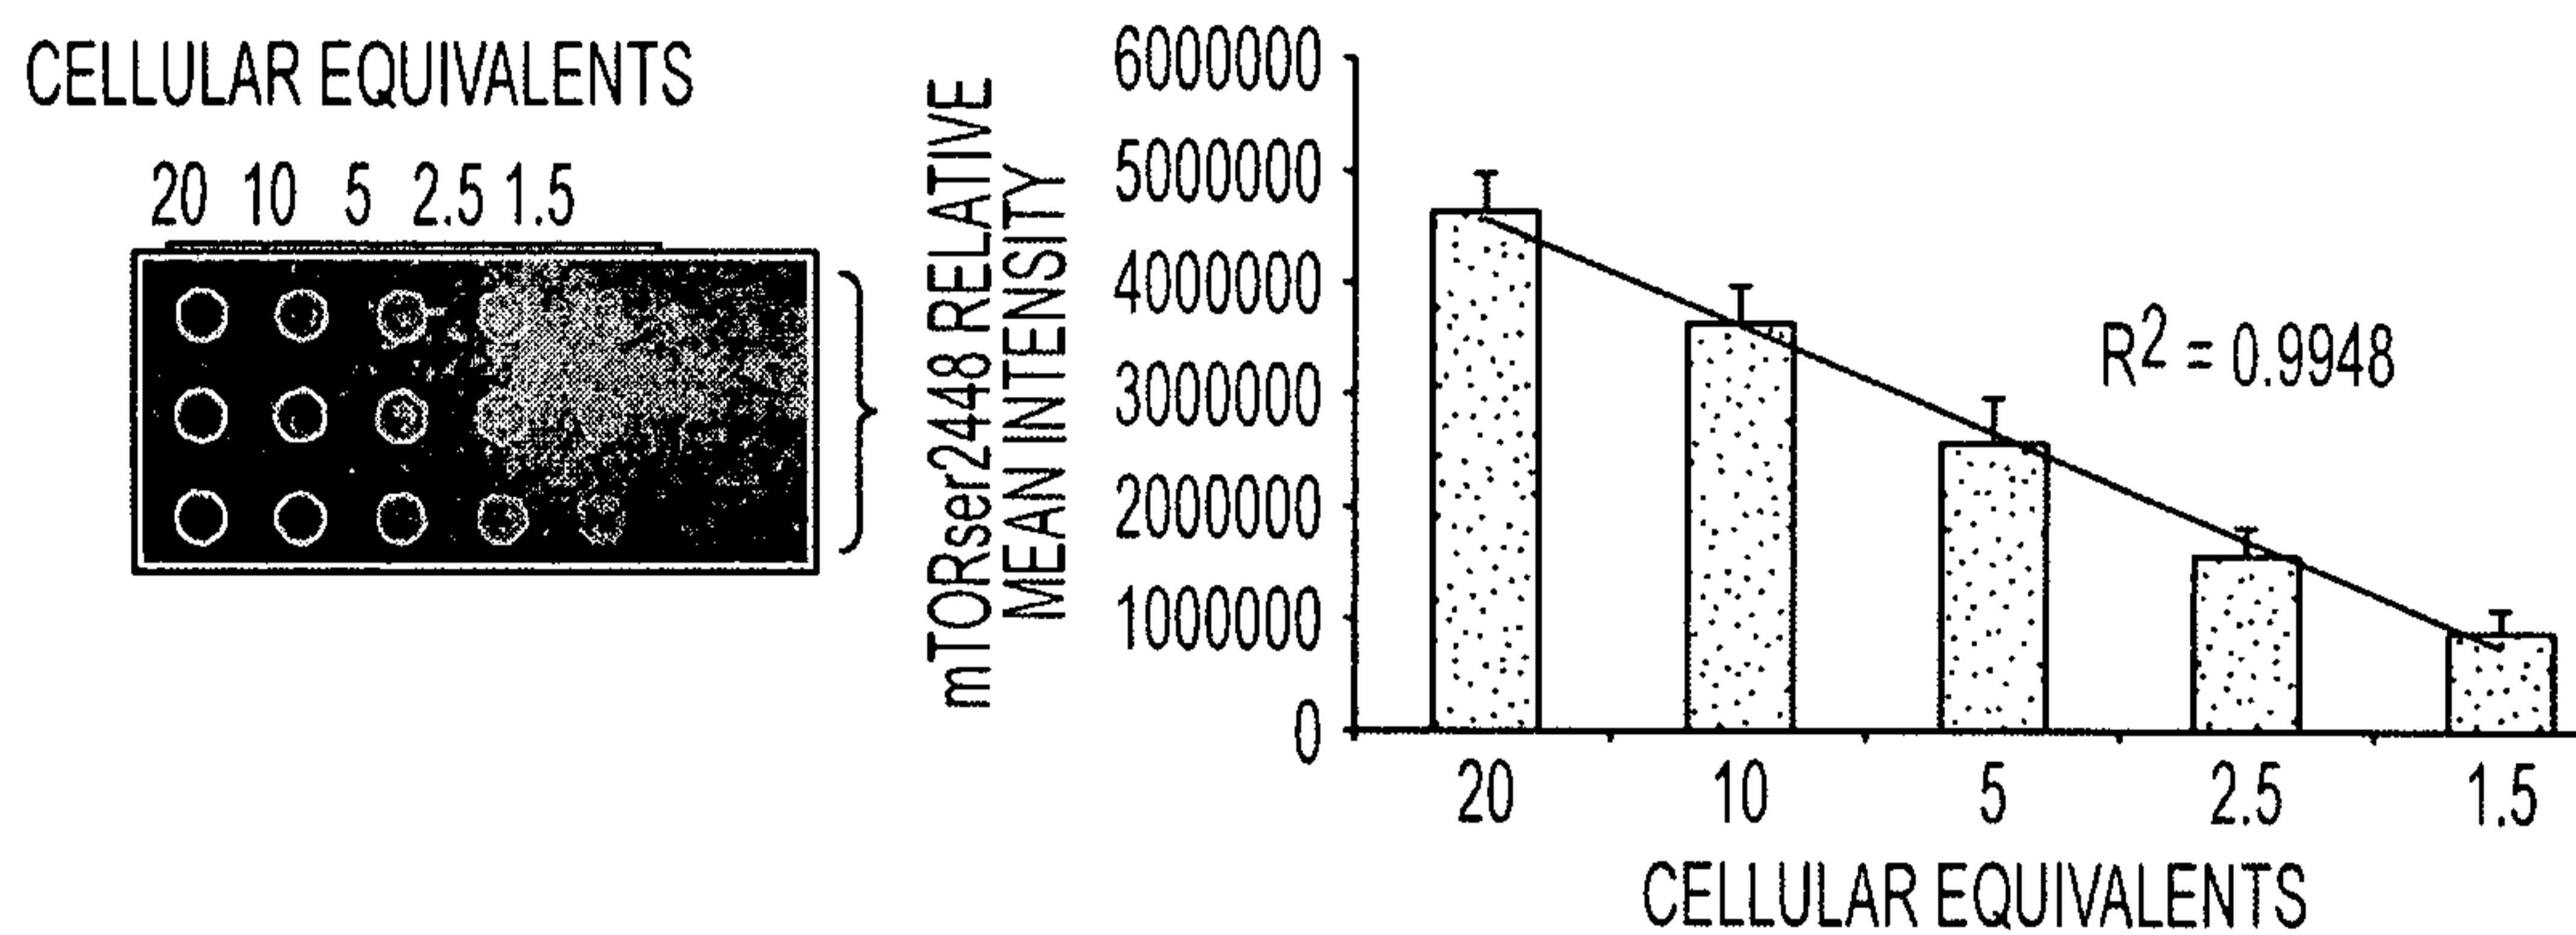 CELLULAR EQUIVALENTS
20 10 5 2.5 1.5
mTORser2448 RELATIVE
MEAN INTENSITY
6000000
5000000
4000000
3000000
2000000
1000000
0
R² = 0.9948
20 10 5 2.5 1.5
CELLULAR EQUIVALENTS